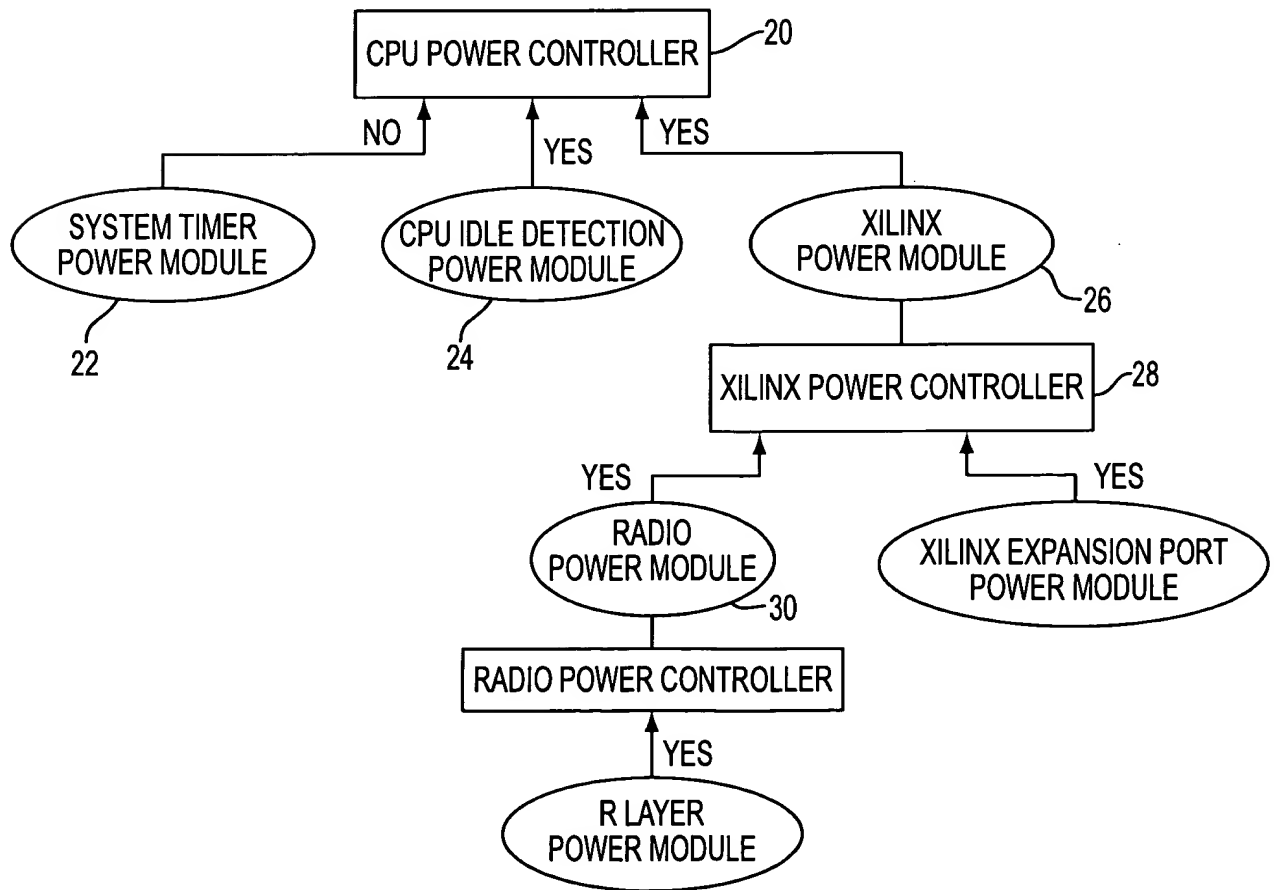 CPU POWER CONTROLLER
20
NO
YES
YES
SYSTEM TIMER
POWER MODULE
22
CPU IDLE DETECTION
POWER MODULE
24
XILINX
POWER MODULE
26
XILINX POWER CONTROLLER
28
YES
YES
RADIO
POWER MODULE
30
XILINX EXPANSION PORT
POWER MODULE
RADIO POWER CONTROLLER
YES
R LAYER
POWER MODULE